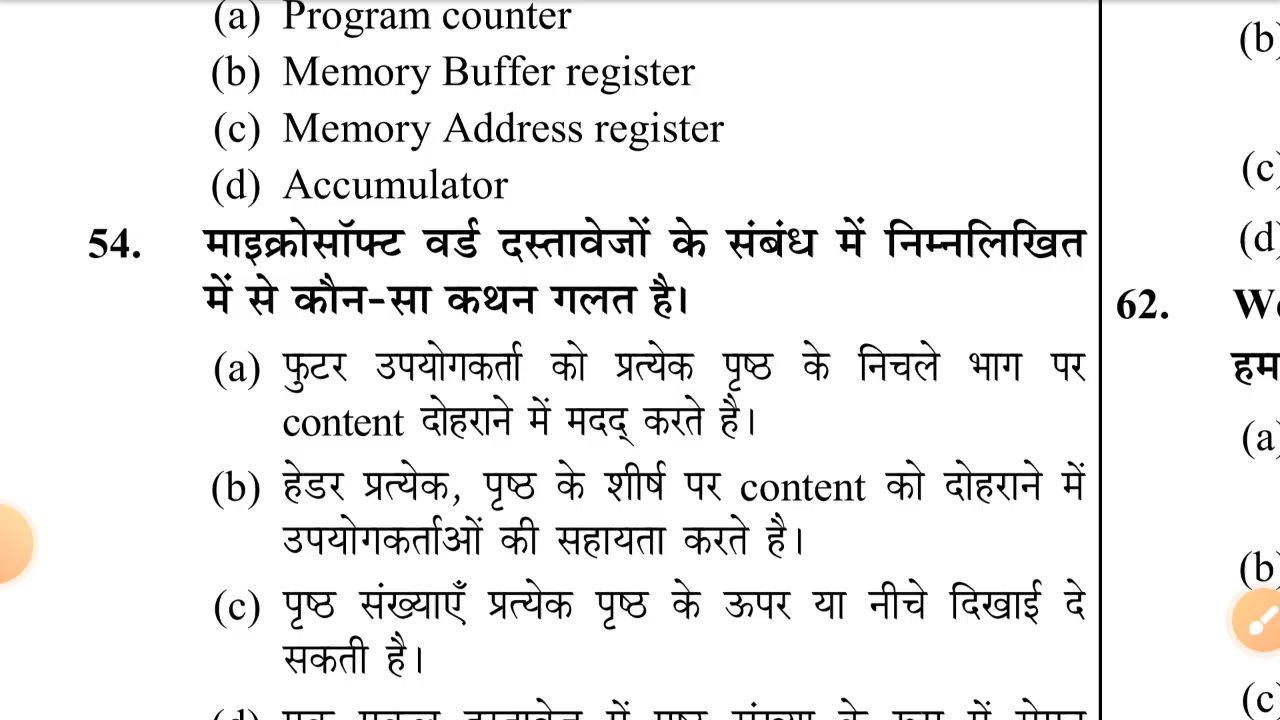 (a) Program counter
(b) Memory Buffer register
(c) Memory Address register
(d) Accumulator
54. माइक्रोसॉफ्ट वर्ड दस्तावेजों के संबंध में निम्नलिखित
में से कौन-सा कथन गलत है।
(a) फुटर उपयोगकर्ता को प्रत्येक पृष्ठ के निचले भाग पर
content दोहराने में मदद् करते है।
(b) हेडर प्रत्येक, पृष्ठ के शीर्ष पर content को दोहराने में
उपयोगकर्ताओं की सहायता करते है।
(c) पृष्ठ संख्याएँ प्रत्येक पृष्ठ के ऊपर या नीचे दिखाई दे
सकती है।
(b)
(c)
(d)
62.
हम
(a)
(b)
(c)